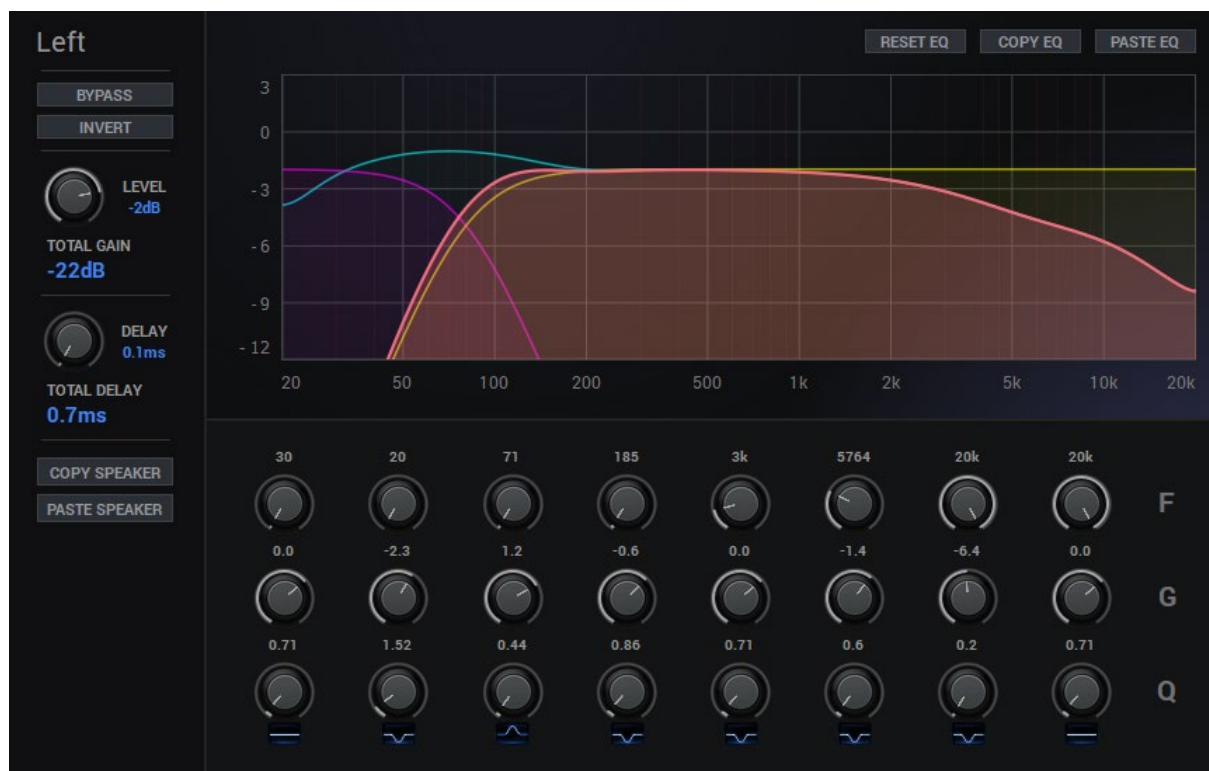 Left
BYPASS
INVERT
LEVEL
-2dB
TOTAL GAIN
-22dB
DELAY
0.1ms
TOTAL DELAY
0.7ms
COPY SPEAKER
PASTE SPEAKER
RESET EQ COPY EQ PASTE EQ
3
0
-3
-6
-9
-12
20 50 100 200 500 1k 2k 5k 10k 20k
30 20 71 185 3k 5764 20k 20k
F
0.0 -2.3 1.2 -0.6 0.0 -1.4 -6.4 0.0
G
0.71 1.52 0.44 0.86 0.71 0.6 0.2 0.71
Q